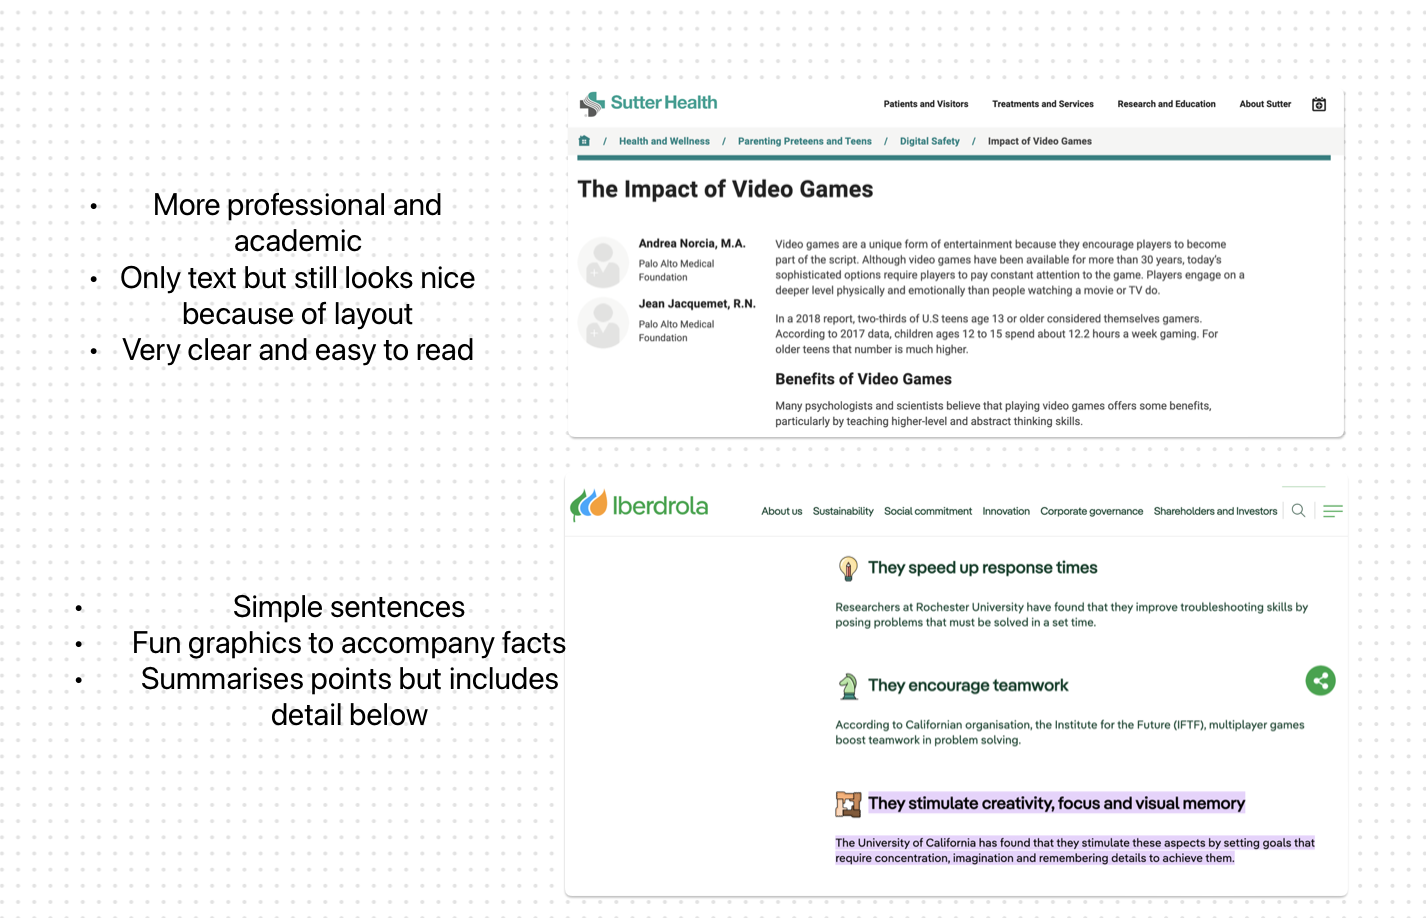 • More professional and
academic
• Only text but still looks nice
because of layout
• Very clear and easy to read
Sutter Health
Patients and Visitors Treatments and Services Research and Education About Sutter
/ Health and Wellness / Parenting Preteens and Teens / Digital Safety / Impact of Video Games
The Impact of Video Games
Andrea Norcia, M.A.
Palo Alto Medical
Foundation
Jean Jacquemet, R.N.
Palo Alto Medical
Foundation
Video games are a unique form of entertainment because they encourage players to become
part of the script. Although video games have been available for more than 30 years, today's
sophisticated options require players to pay constant attention to the game. Players engage on a
deeper level physically and emotionally than people watching a movie or TV do.
In a 2018 report, two-thirds of U.S teens age 13 or older considered themselves gamers.
According to 2017 data, children ages 12 to 15 spend about 12.2 hours a week gaming. For
older teens that number is much higher.
Benefits of Video Games
Many psychologists and scientists believe that playing video games offers some benefits,
particularly by teaching higher-level and abstract thinking skills.
• Simple sentences
• Fun graphics to accompany facts
• Summarises points but includes
detail below
Iberdrola
About us Sustainability Social commitment Innovation Corporate governance Shareholders and Investors
They speed up response times
Researchers at Rochester University have found that they improve troubleshooting skills by
posing problems that must be solved in a set time.
They encourage teamwork
According to Californian organisation, the Institute for the Future (IFTF), multiplayer games
boost teamwork in problem solving.
They stimulate creativity, focus and visual memory
The University of California has found that they stimulate these aspects by setting goals that
require concentration, imagination and remembering details to achieve them.